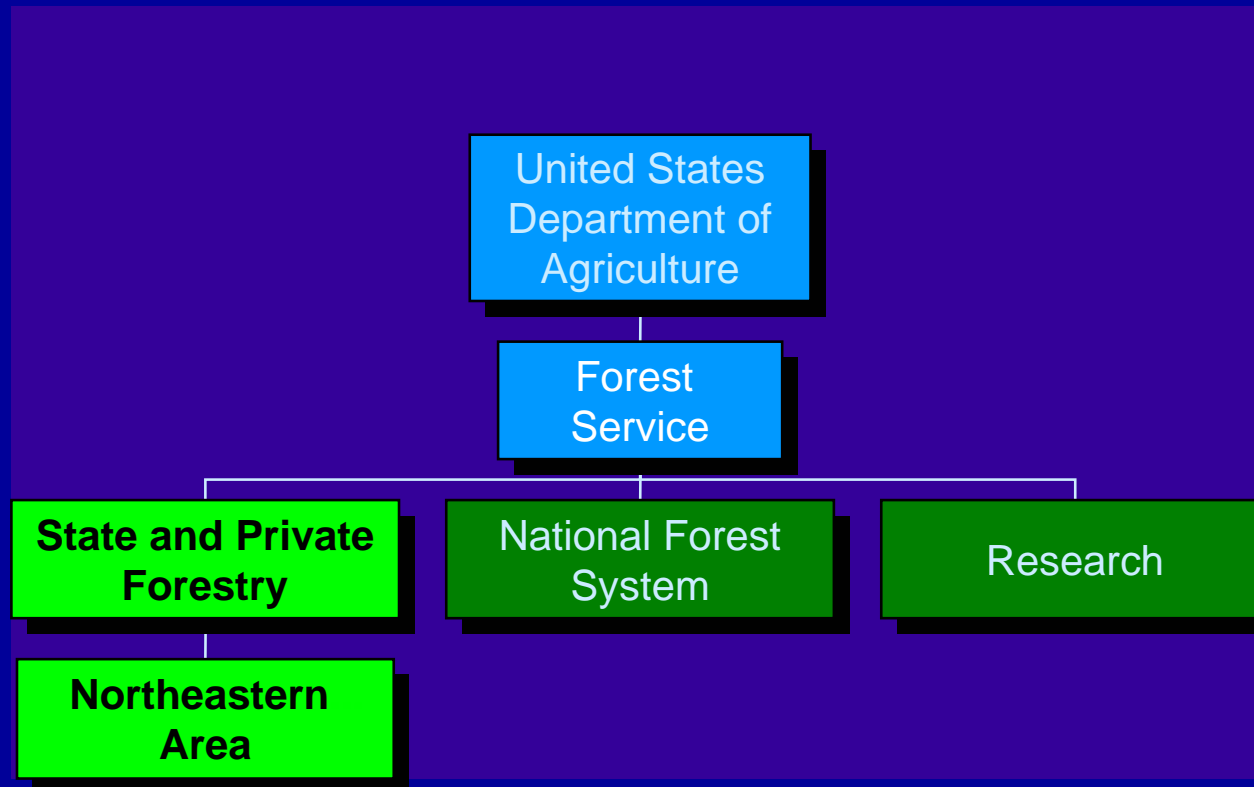 United States
Department of
Agriculture
Forest
Service
State and Private
Forestry
National Forest
System
Research
Northeastern
Area